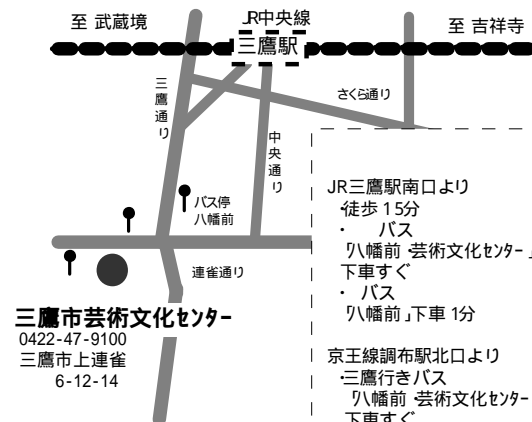 至 武蔵境
JR中央線
至 吉祥寺
三鷹駅
三鷹通り
さくら通り
中央通り
バス停
八幡前
連雀通り
三鷹市芸術文化センター
0422-47-9100
三鷹市上連雀
6-12-14
JR三鷹駅南口より
・徒歩15分
・ バス
「八幡前・芸術文化センター」
下車すぐ
・ バス
「八幡前」下車1分
京王線調布駅北口より
・三鷹行きバス
「八幡前・芸術文化センター
下車すぐ